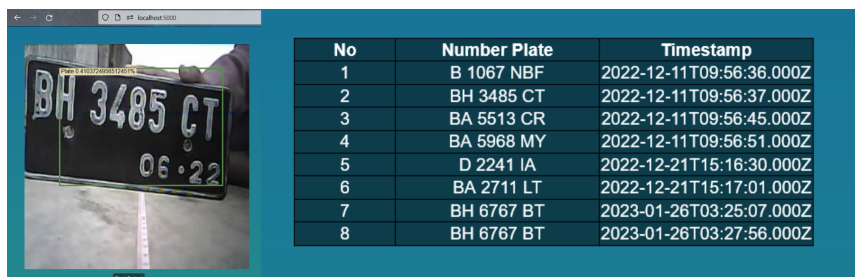 localhost:5000
Plate 0.4103724956512451%
BH 3485 CT
06·22
No Number Plate Timestamp
1 B 1067 NBF 2022-12-11T09:56:36.000Z
2 BH 3485 CT 2022-12-11T09:56:37.000Z
3 BA 5513 CR 2022-12-11T09:56:45.000Z
4 BA 5968 MY 2022-12-11T09:56:51.000Z
5 D 2241 IA 2022-12-21T15:16:30.000Z
6 BA 2711 LT 2022-12-21T15:17:01.000Z
7 BH 6767 BT 2023-01-26T03:25:07.000Z
8 BH 6767 BT 2023-01-26T03:27:56.000Z